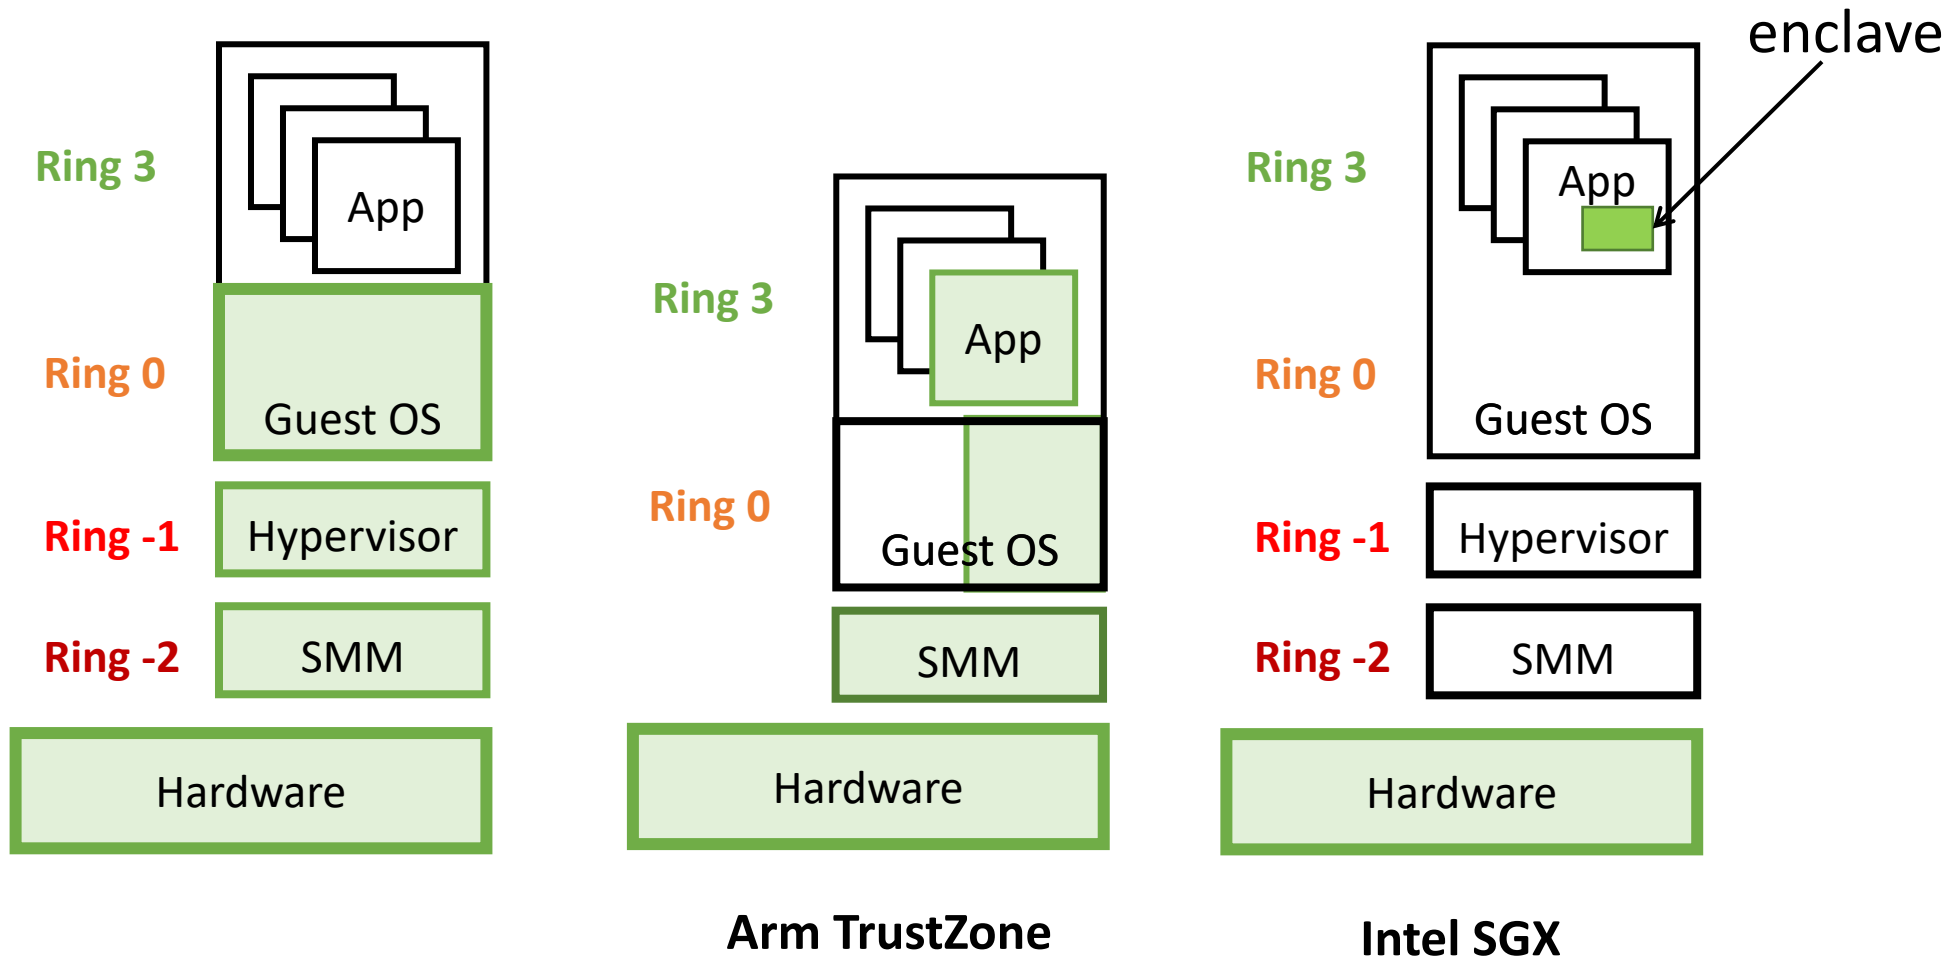 Ring 3
App
Ring 0
Guest OS
Ring -1
Hypervisor
Ring -2
SMM
Hardware
Ring 3
App
Ring 0
Guest OS
SMM
Hardware
Arm TrustZone
enclave
Ring 3
App
Ring 0
Guest OS
Ring -1
Hypervisor
Ring -2
SMM
Hardware
Intel SGX